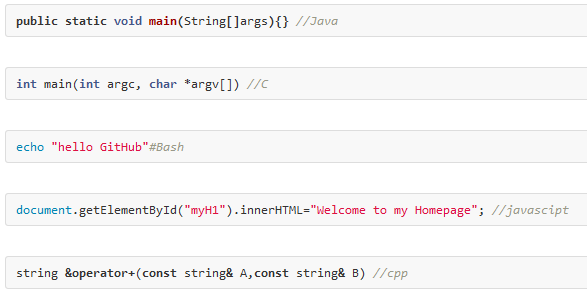 public static void main(String[]args){} //Java
int main(int argc, char *argv[]) //C
echo "hello GitHub"#Bash
document.getElementById("myH1").innerHTML="Welcome to my Homepage"; //javascipt
string &operator+(const string& A,const string& B) //cpp